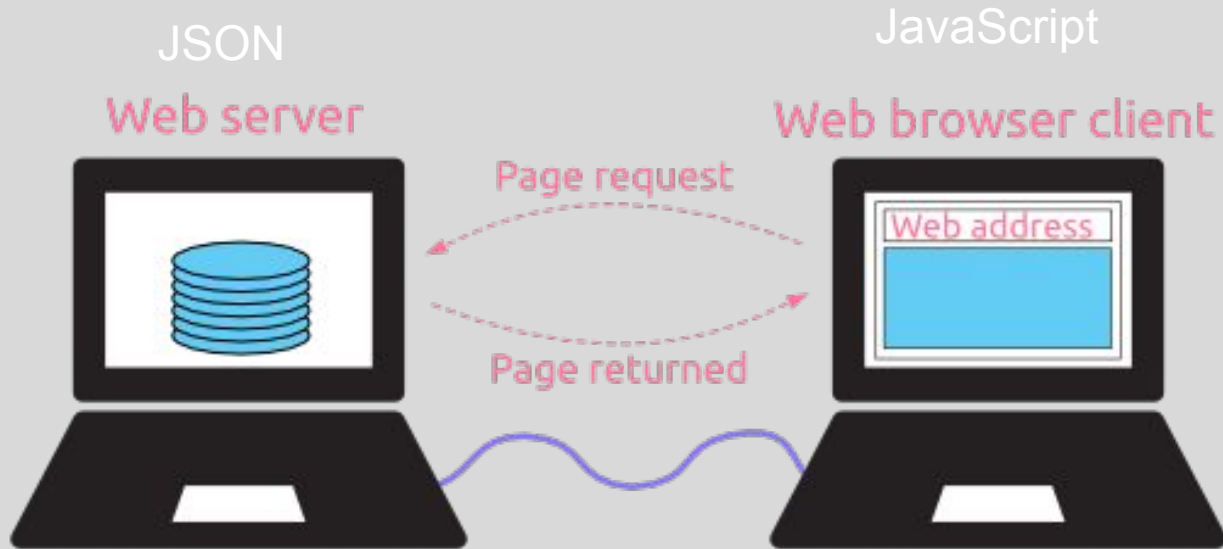 JSON
JavaScript
Web server
Web browser client
Page request
Web address
Page returned